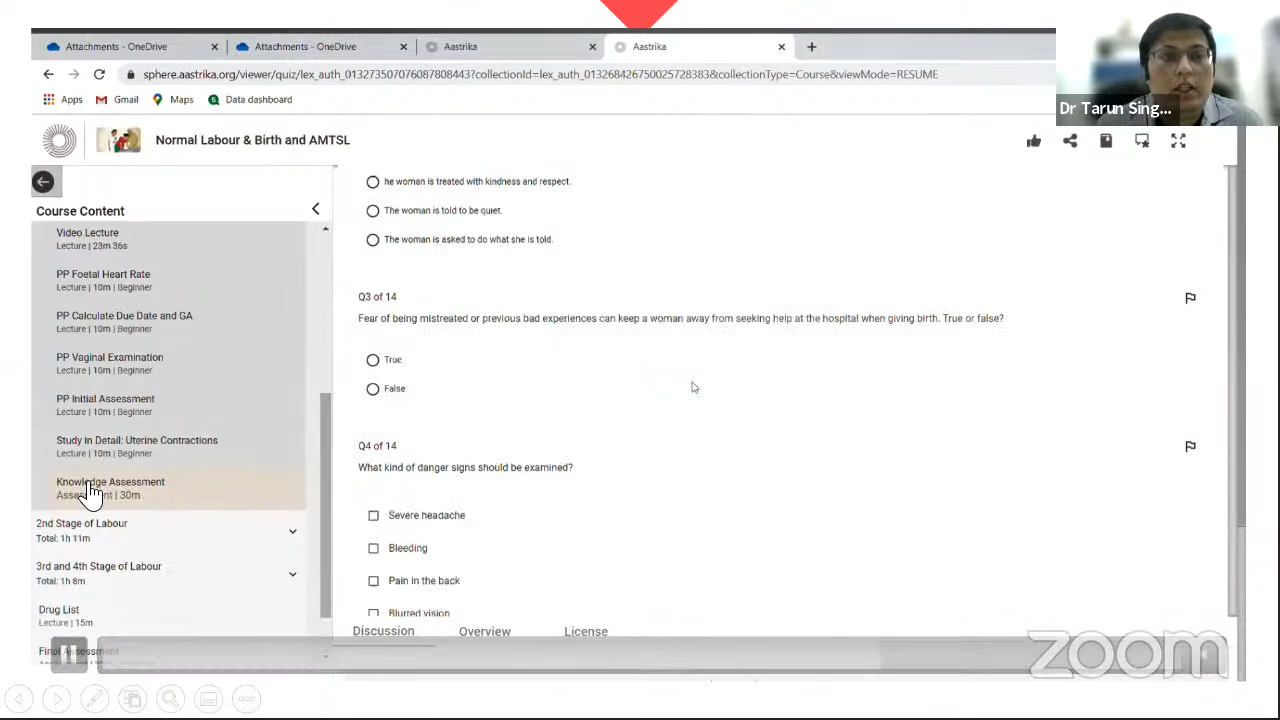 Attachments - OneDrive
Attachments - OneDrive
Aastrika
Aastrika
sphere.aastrika.org/viewer/quiz/lex_auth_013273507076087808443?collectionId=lex_auth_013268426750025728383&collectionType=Course&viewMode=RESUME
Apps
Gmail
Maps
Data dashboard
Dr Tarun Sing...
Normal Labour & Birth and AMTSL
Course Content
Video Lecture
Lecture | 23m 36s
PP Foetal Heart Rate
Lecture | 10m | Beginner
PP Calculate Due Date and GA
Lecture | 10m | Beginner
PP Vaginal Examination
Lecture | 10m | Beginner
PP Initial Assessment
Lecture | 10m | Beginner
Study in Detail: Uterine Contractions
Lecture | 10m | Beginner
Knowledge Assessment
Assessment | 30m
2nd Stage of Labour
Total: 1h 11m
3rd and 4th Stage of Labour
Total: 1h 8m
Drug List
Lecture | 15m
Final Assessment
he woman is treated with kindness and respect.
The woman is told to be quiet.
The woman is asked to do what she is told.
Q3 of 14
Fear of being mistreated or previous bad experiences can keep a woman away from seeking help at the hospital when giving birth. True or false?
True
False
Q4 of 14
What kind of danger signs should be examined?
Severe headache
Bleeding
Pain in the back
Blurred vision
Discussion
Overview
License
zoom